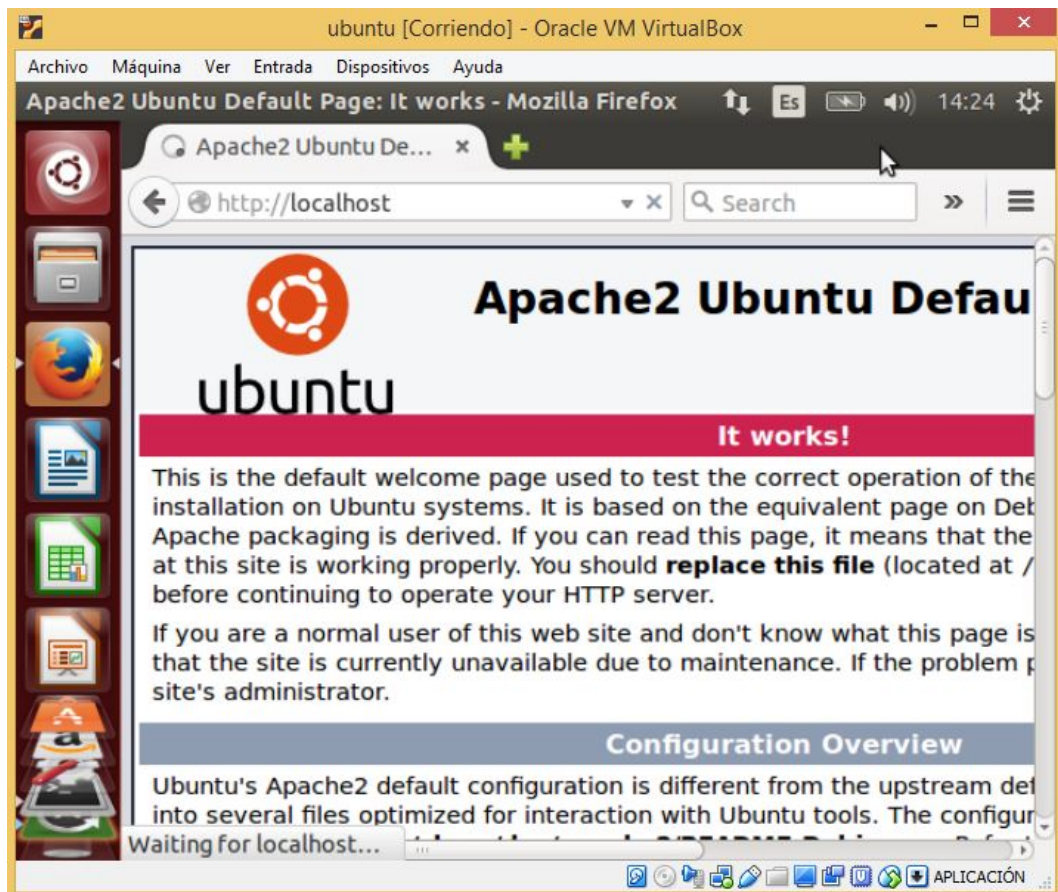 ubuntu [Corriendo] - Oracle VM VirtualBox
Archivo Máquina Ver Entrada Dispositivos Ayuda
Apache2 Ubuntu Default Page: It works - Mozilla Firefox Es 14:24
Apache2 Ubuntu De...
http://localhost Search
Apache2 Ubuntu Defau
ubuntu
It works!
This is the default welcome page used to test the correct operation of the
installation on Ubuntu systems. It is based on the equivalent page on Deb
Apache packaging is derived. If you can read this page, it means that the
at this site is working properly. You should replace this file (located at /
before continuing to operate your HTTP server.
If you are a normal user of this web site and don't know what this page is
that the site is currently unavailable due to maintenance. If the problem p
site's administrator.
Configuration Overview
Ubuntu's Apache2 default configuration is different from the upstream def
into several files optimized for interaction with Ubuntu tools. The configur
Waiting for localhost...
APLICACIÓN